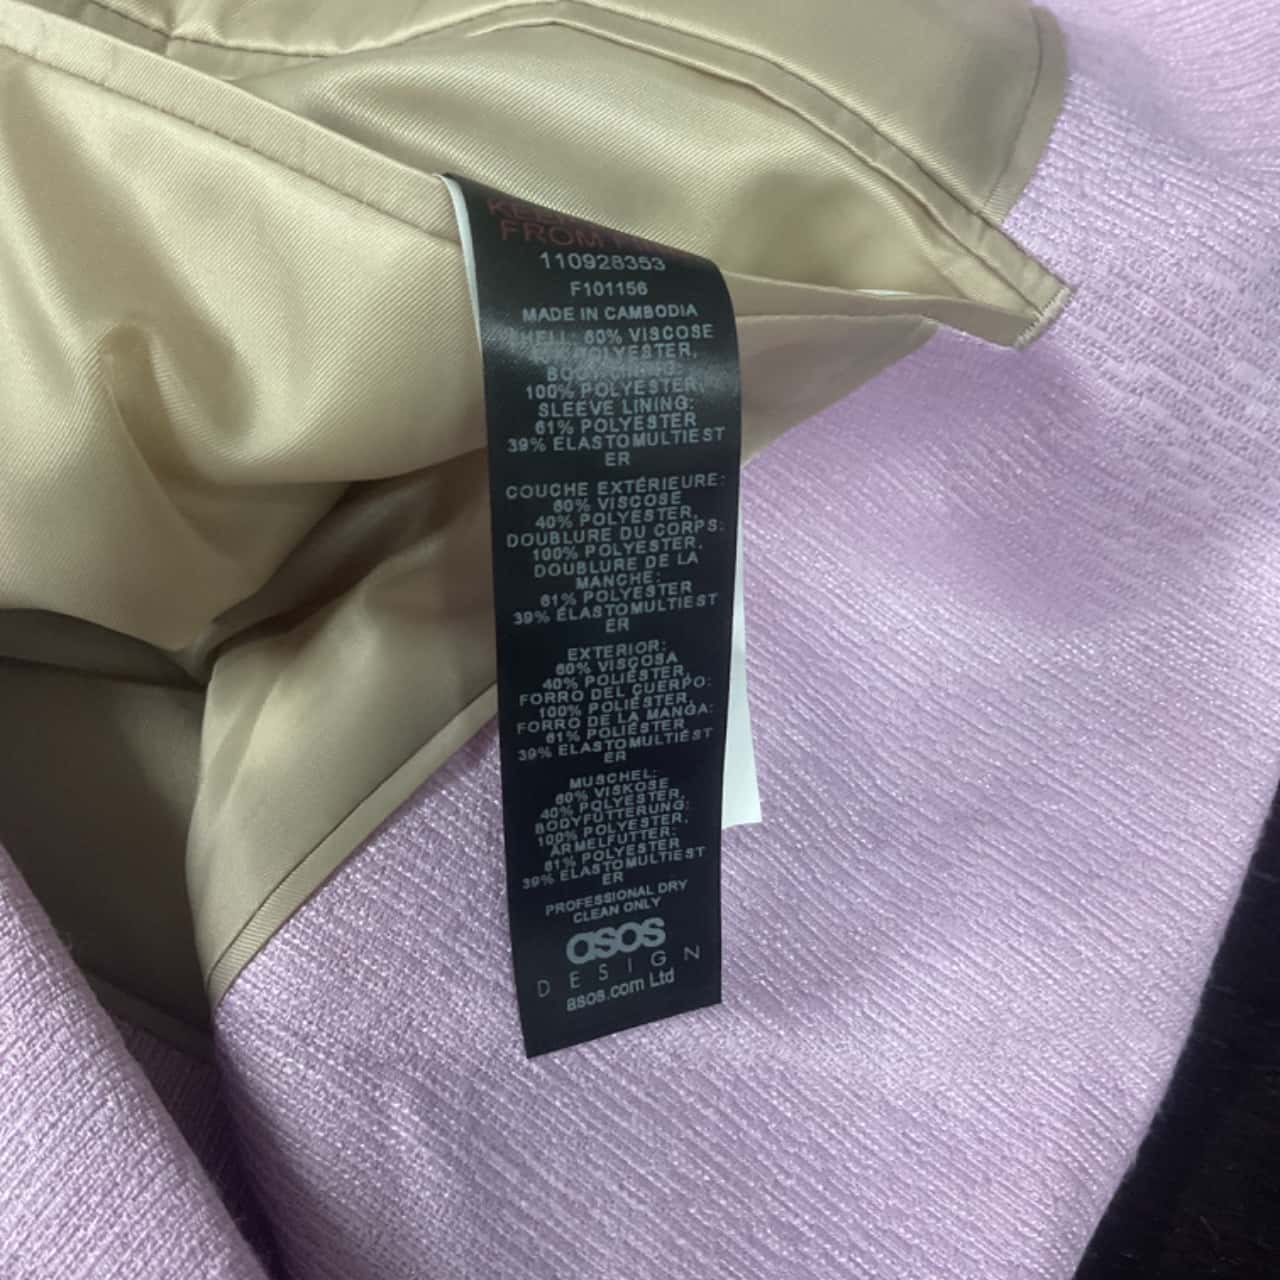 FROM
110928353
F101156
MADE IN CAMBODIA
SHELL: 60% VISCOSE
POLYESTER,
100% POLYESTER,
SLEEVE LINING:
61% POLYESTER
39% ELASTOMULTIEST
ER
COUCHE EXTÉRIEURE:
60% VISCOSE
40% POLYESTER,
DOUBLURE DU CORPS:
100% POLYESTER,
DOUBLURE DE LA
MANCHE:
61% POLYESTER
39% ÉLASTOMULTIEST
ER
EXTERIOR:
60% VISCOSA
40% POLIÉSTER,
FORRO DEL CUERPO:
100% POLIÉSTER,
FORRO DE LA MANGA:
61% POLIÉSTER
39% ELASTOMULTIÉST
ER
MUSCHEL:
60% VISKOSE
40% POLYESTER,
BODYFÜTTERUNG:
100% POLYESTER,
ÄRMELFUTTER:
61% POLYESTER
39% ELASTOMULTIEST
ER
PROFESSIONAL DRY
CLEAN ONLY
asos
DESIGN
asos.com Ltd